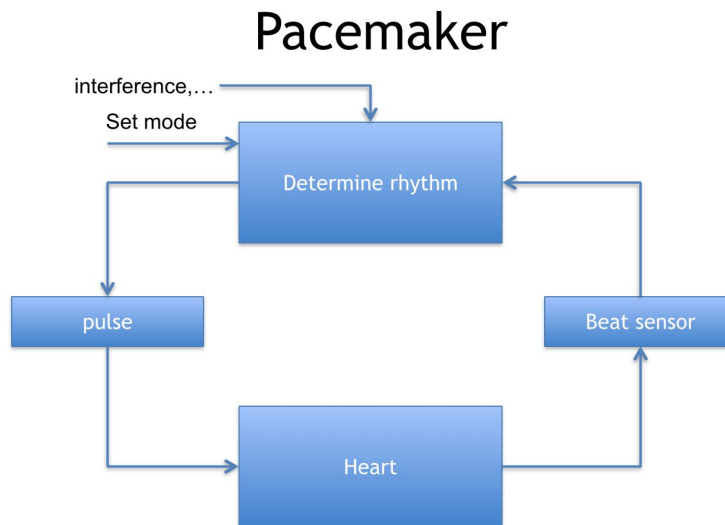 Pacemaker
interference,...
Set mode
Determine rhythm
pulse
Beat sensor
Heart